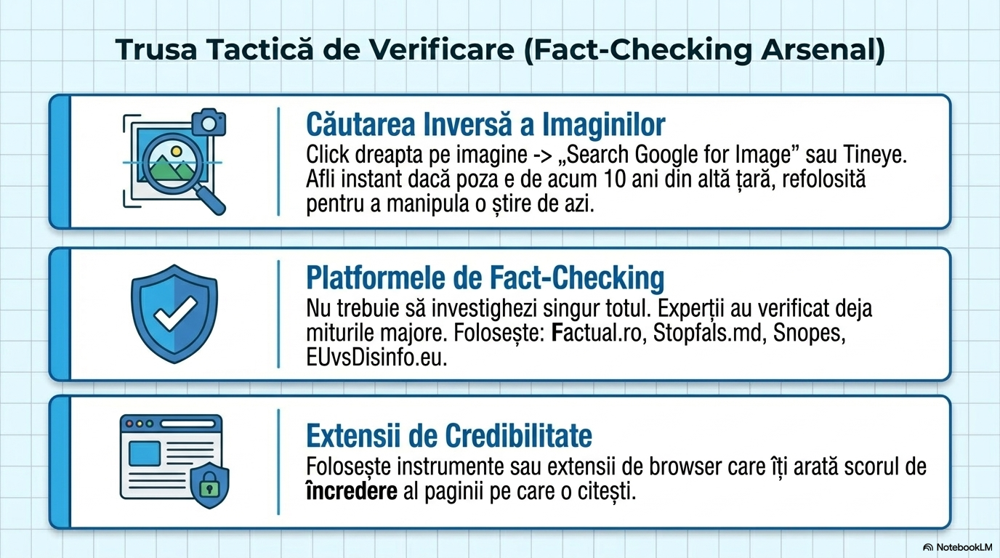 Trusa Tactică de Verificare (Fact-Checking Arsenal)
Căutarea Inversă a Imaginilor
Click dreapta pe imagine -> „Search Google for Image” sau Tineye.
Afli instant dacă poza e de acum 10 ani din altă țară, refolosită
pentru a manipula o știre de azi.
Platformele de Fact-Checking
Nu trebuie să investighezi singur totul. Experții au verificat deja
miturile majore. Folosește: Factual.ro, Stopfals.md, Snopes,
EUvsDisinfo.eu.
Extensii de Credibilitate
Folosește instrumente sau extensii de browser care îți arată scorul de
încredere al paginii pe care o citești.
NotebookLM